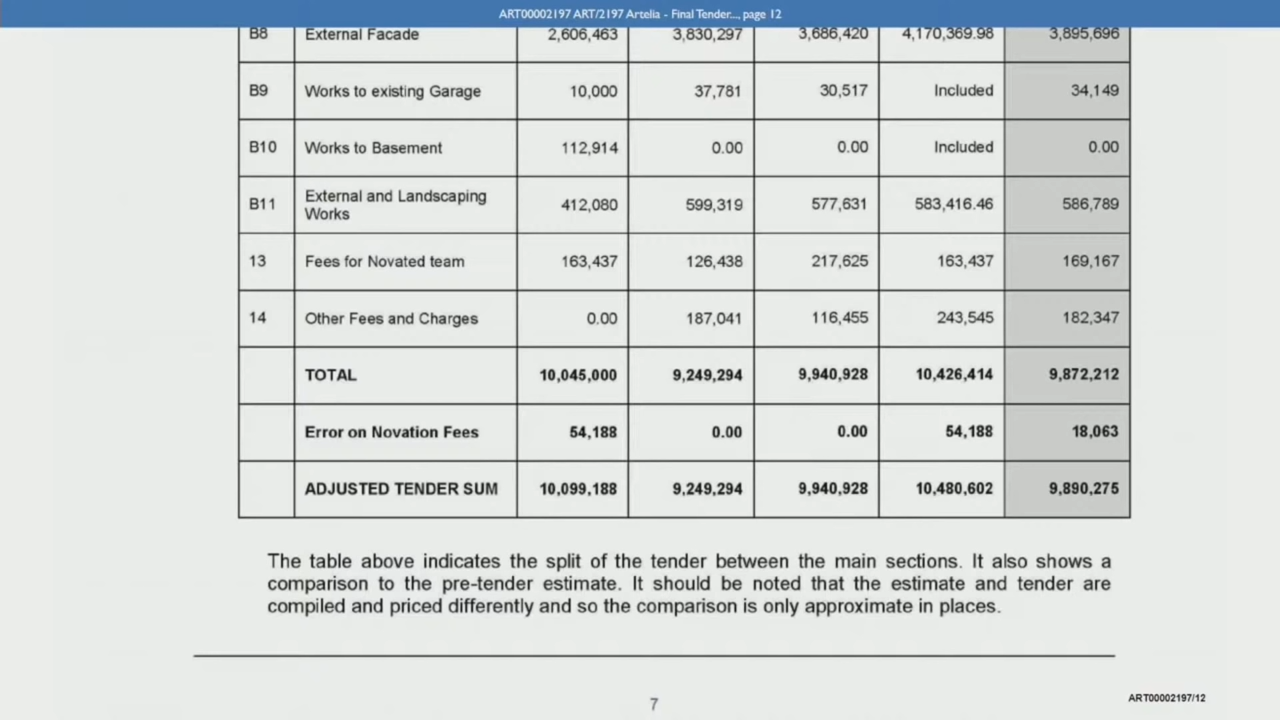 ART00002197 ART/2197 Artelia - Final Tender..., page 12
B8 External Facade 2,606,463 3,830,297 3,686,420 4,170,369.98 3,895,696
B9 Works to existing Garage 10,000 37,781 30,517 Included 34,149
B10 Works to Basement 112,914 0.00 0.00 Included 0.00
B11 External and Landscaping Works 412,080 599,319 577,631 583,416.46 586,789
13 Fees for Novated team 163,437 126,438 217,625 163,437 169,167
14 Other Fees and Charges 0.00 187,041 116,455 243,545 182,347
TOTAL 10,045,000 9,249,294 9,940,928 10,426,414 9,872,212
Error on Novation Fees 54,188 0.00 0.00 54,188 18,063
ADJUSTED TENDER SUM 10,099,188 9,249,294 9,940,928 10,480,602 9,890,275
The table above indicates the split of the tender between the main sections. It also shows a
comparison to the pre-tender estimate. It should be noted that the estimate and tender are
compiled and priced differently and so the comparison is only approximate in places.
7
ART00002197/12